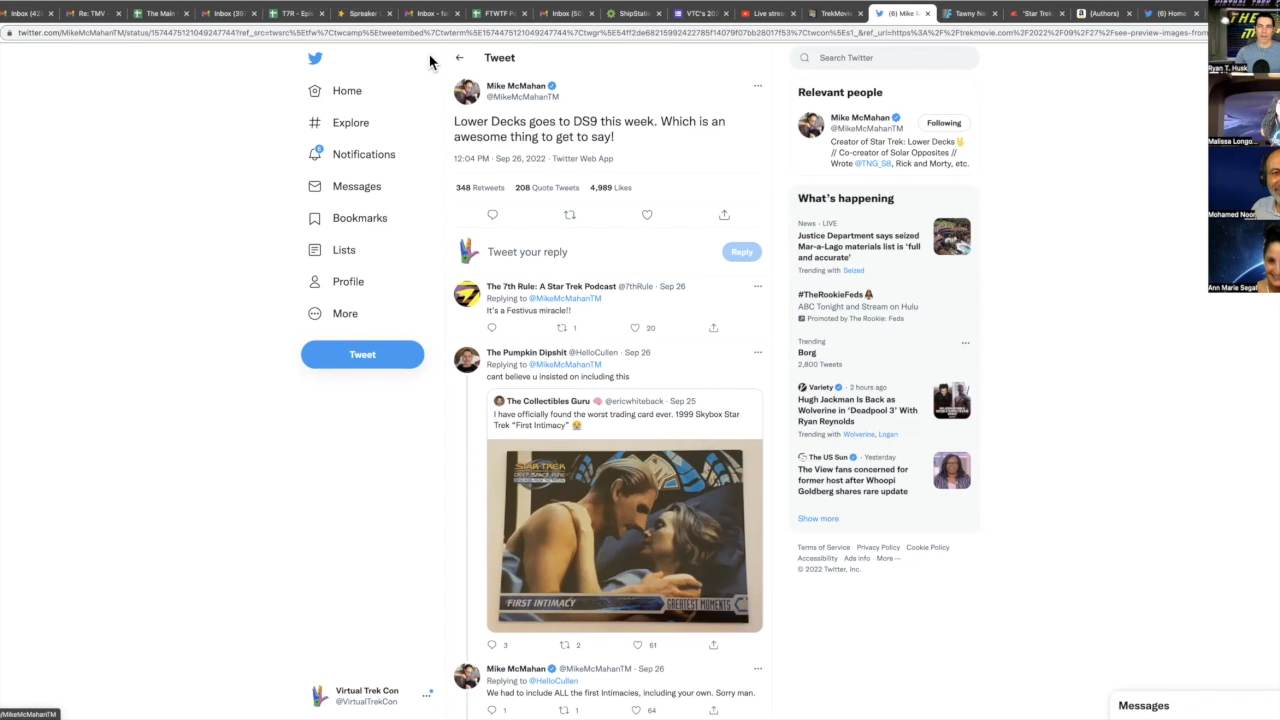 Inbox (42
Re: TMV -
The Main
Inbox (39
T7R - Epi
Spreaker
Inbox -
FTWTF P
Inbox (50
ShipStatio
VTC'S 202
Live strea
TrekMovie
(6) Mike M
Tawny Ne
'Star Trek
(Authors)
(6) Home
twitter.com/MikeMcMahanTM/status/1574475121049244744?ref_src=twsrc%5Etfw%7Ctwcamp%5Etweetembed%7Ctwterm%5E1574475121049244744%7Ctwgr%5E54ff2de68215992422785f14079f07bb28017f53%7Ctwcon%5Es1_&ref_url=https%3A%2F%2Ftrekmovie.com%2F2022%2F09%2F27%2Fsee-preview-images-from
Tweet
Mike McMahan
@MikeMcMahanTM
Lower Decks goes to DS9 this week. Which is an
awesome thing to get to say!
12:04 PM · Sep 26, 2022 · Twitter Web App
348 Retweets 208 Quote Tweets 4,989 Likes
Tweet your reply
Reply
The 7th Rule: A Star Trek Podcast @7thRule · Sep 26
Replying to @MikeMcMahanTM
It's a Festivus miracle!!
1
20
The Pumpkin Dipshit @HelloCullen · Sep 26
Replying to @MikeMcMahanTM
cant believe u insisted on including this
The Collectibles Guru @ericwhiteback · Sep 25
I have officially found the worst trading card ever. 1999 Skybox Star
Trek "First Intimacy"
STAR TREK
DEEP SPACE NINE
FIRST INTIMACY
GREATEST MOMENTS
3
2
61
Mike McMahan @MikeMcMahanTM · Sep 26
Replying to @HelloCullen
We had to include ALL the first Intimacies, including your own. Sorry man.
1
1
64
Home
Explore
6
Notifications
Messages
Bookmarks
Lists
Profile
More
Tweet
Virtual Trek Con
@VirtualTrekCon
/MikeMcMahanTM
Search Twitter
Relevant people
Mike McMahan
@MikeMcMahanTM
Following
Creator of Star Trek: Lower Decks
// Co-creator of Solar Opposites //
Wrote @TNG_S8, Rick and Morty, etc.
What's happening
News · LIVE
Justice Department says seized
Mar-a-Lago materials list is 'full
and accurate'
Trending with Seized
#TheRookieFeds
ABC Tonight and Stream on Hulu
Promoted by The Rookie: Feds
Trending
Borg
2,800 Tweets
Variety · 2 hours ago
Hugh Jackman Is Back as
Wolverine in 'Deadpool 3' With
Ryan Reynolds
Trending with Wolverine, Logan
The US Sun · Yesterday
The View fans concerned for
former host after Whoopi
Goldberg shares rare update
Show more
Terms of Service Privacy Policy Cookie Policy
Accessibility Ads info More
© 2022 Twitter, Inc.
Messages
Ryan T. Husk
Malissa Longo...
Mohamed Noor
Ann Marie Segal